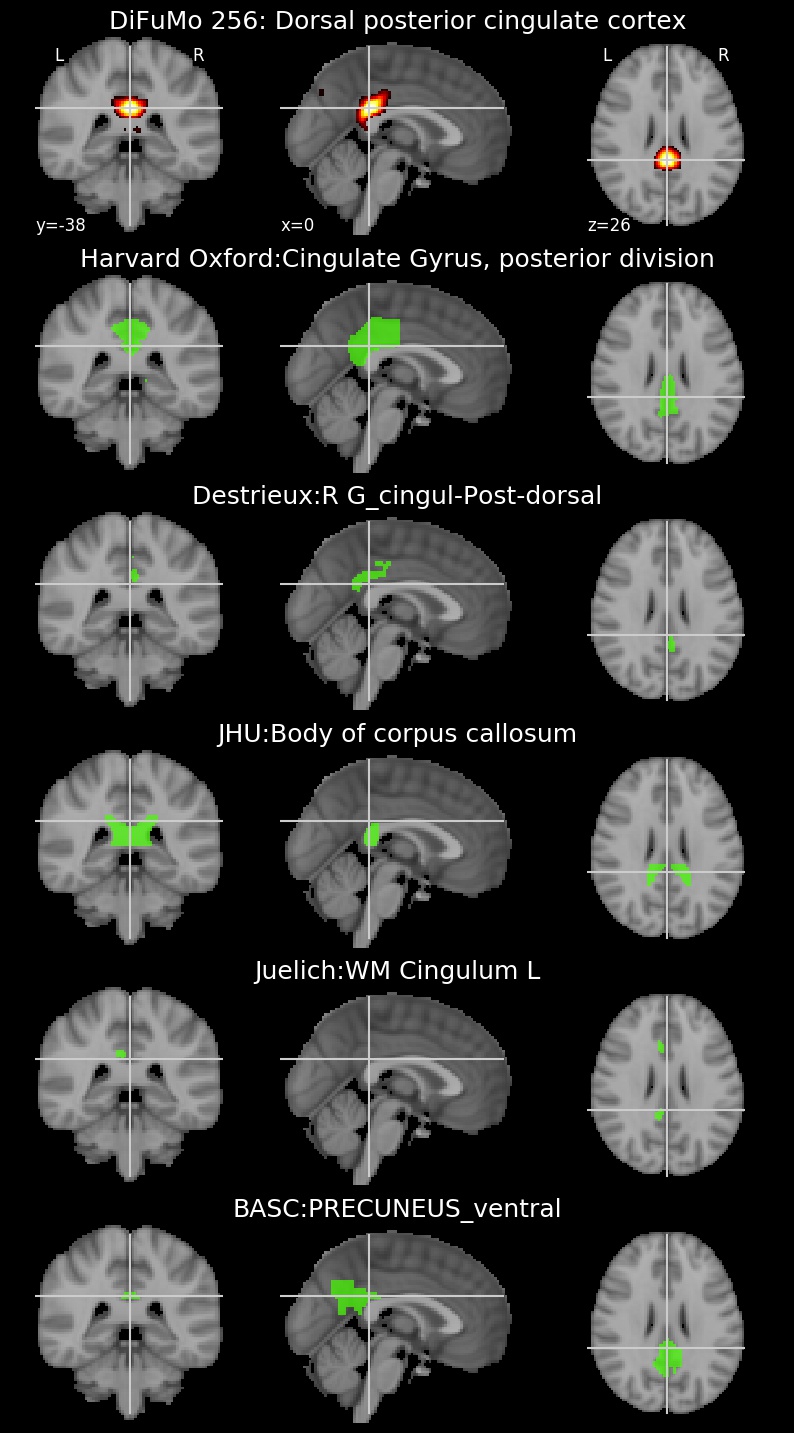 DiFuMo 256: Dorsal posterior cingulate cortex
L R L R
y=-38 x=0 z=26
Harvard Oxford:Cingulate Gyrus, posterior division
Destrieux:R G_cingul-Post-dorsal
JHU:Body of corpus callosum
Juelich:WM Cingulum L
BASC:PRECUNEUS_ventral